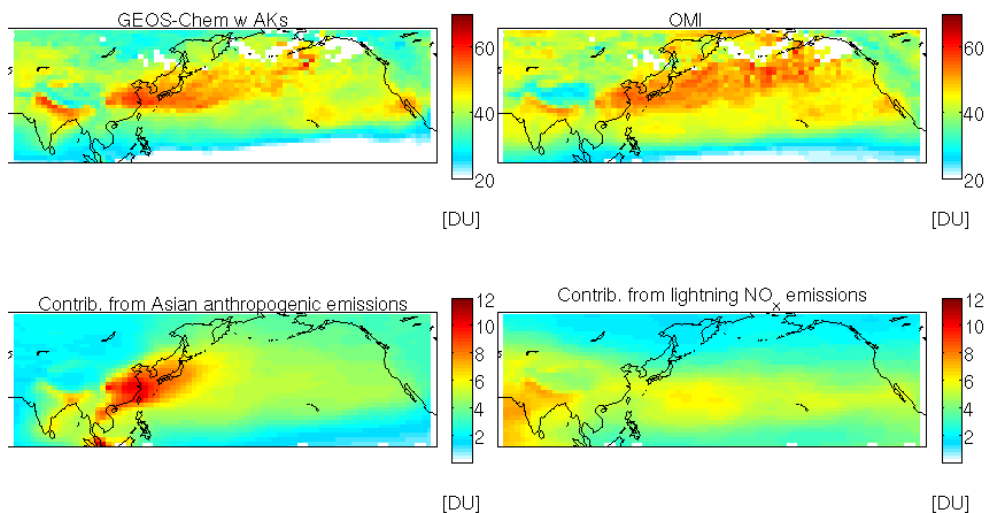 GEOS-Chem w AKs
60
40
20
[DU]
OMI
60
40
20
[DU]
Contrib. from Asian anthropogenic emissions
12
10
8
6
4
2
[DU]
Contrib. from lightning NOx emissions
12
10
8
6
4
2
[DU]